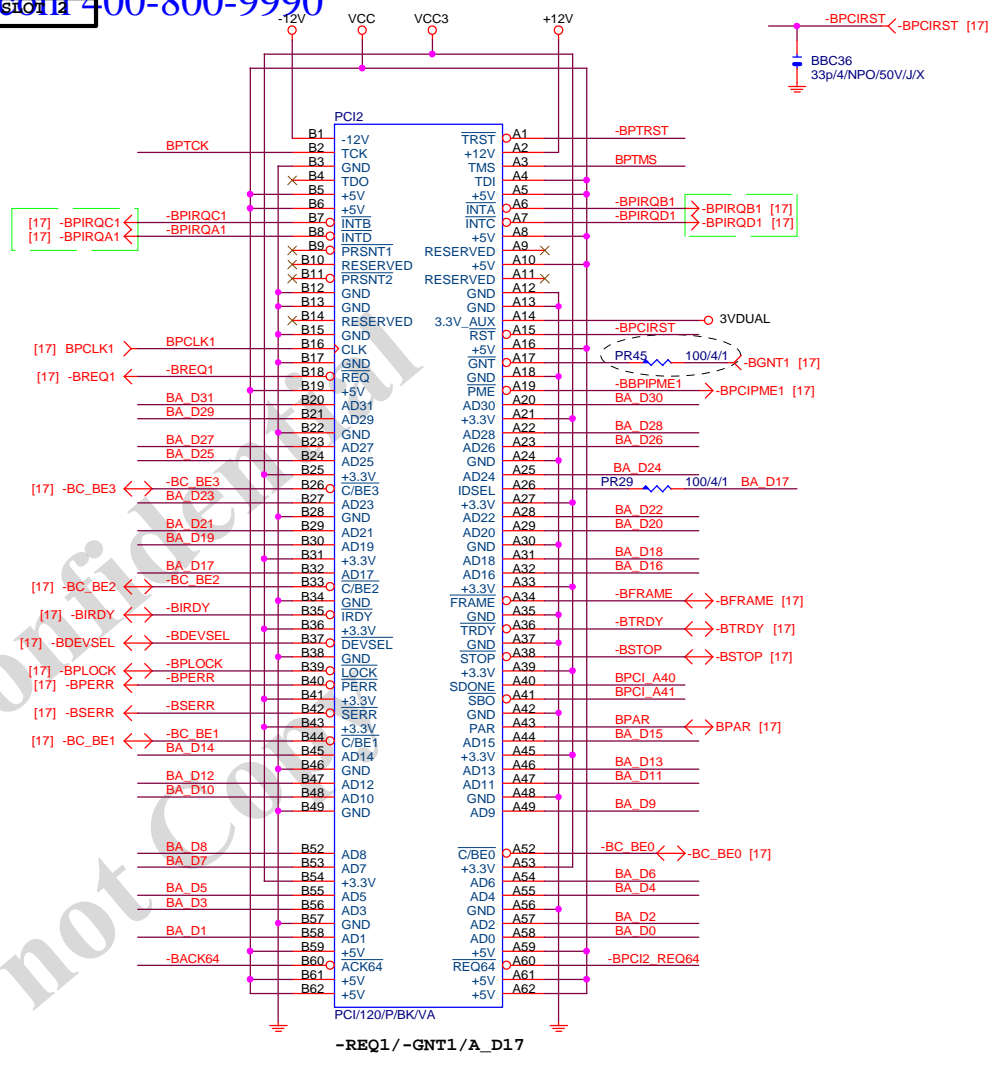 com 400-800-9990
SLOT 2
-12V VCC VCC3 +12V
-BPCIRST -BPCIRST [17]
BBC36
33p/4/NPO/50V/J/X
PCI2
B1 -12V TRST A1 -BPTRST
BPTCK B2 TCK +12V A2
B3 GND TMS A3 BPTMS
B4 TDO TDI A4
B5 +5V +5V A5
B6 +5V INTA A6 -BPIRQB1 -BPIRQB1 [17]
[17] -BPIRQC1 -BPIRQC1 B7 INTB INTC A7 -BPIRQD1 -BPIRQD1 [17]
[17] -BPIRQA1 -BPIRQA1 B8 INTD +5V A8
B9 PRSNT1 RESERVED A9
B10 RESERVED +5V A10
B11 PRSNT2 RESERVED A11
B12 GND GND A12
B13 GND GND A13
B14 RESERVED 3.3V_AUX A14 3VDUAL
B15 GND RST A15 -BPCIRST
[17] BPCLK1 BPCLK1 B16 CLK +5V A16
B17 GND GNT A17 PR45 100/4/1 -BGNT1 [17]
[17] -BREQ1 -BREQ1 B18 REQ GND A18
B19 +5V PME A19 -BBPIPME1 -BPCIPME1 [17]
BA_D31 B20 AD31 AD30 A20 BA_D30
BA_D29 B21 AD29 +3.3V A21
B22 GND AD28 A22 BA_D28
BA_D27 B23 AD27 AD26 A23 BA_D26
BA_D25 B24 AD25 GND A24
B25 +3.3V AD24 A25 BA_D24
[17] -BC_BE3 -BC_BE3 B26 C/BE3 IDSEL A26 PR29 100/4/1 BA_D17
BA_D23 B27 AD23 +3.3V A27
B28 GND AD22 A28 BA_D22
BA_D21 B29 AD21 AD20 A29 BA_D20
BA_D19 B30 AD19 GND A30
B31 +3.3V AD18 A31 BA_D18
BA_D17 B32 AD17 AD16 A32 BA_D16
[17] -BC_BE2 -BC_BE2 B33 C/BE2 +3.3V A33
B34 GND FRAME A34 -BFRAME -BFRAME [17]
[17] -BIRDY -BIRDY B35 IRDY GND A35
B36 +3.3V TRDY A36 -BTRDY -BTRDY [17]
[17] -BDEVSEL -BDEVSEL B37 DEVSEL GND A37
B38 GND STOP A38 -BSTOP -BSTOP [17]
[17] -BPLOCK -BPLOCK B39 LOCK +3.3V A39
[17] -BPERR -BPERR B40 PERR SDONE A40 BPCI_A40
B41 +3.3V SBO A41 BPCI_A41
[17] -BSERR -BSERR B42 SERR GND A42
B43 +3.3V PAR A43 BPAR BPAR [17]
[17] -BC_BE1 -BC_BE1 B44 C/BE1 AD15 A44 BA_D15
BA_D14 B45 AD14 +3.3V A45
B46 GND AD13 A46 BA_D13
BA_D12 B47 AD12 AD11 A47 BA_D11
BA_D10 B48 AD10 GND A48
B49 GND AD9 A49 BA_D9
BA_D8 B52 AD8 C/BE0 A52 -BC_BE0 -BC_BE0 [17]
BA_D7 B53 AD7 +3.3V A53
B54 +3.3V AD6 A54 BA_D6
BA_D5 B55 AD5 AD4 A55 BA_D4
BA_D3 B56 AD3 GND A56
B57 GND AD2 A57 BA_D2
BA_D1 B58 AD1 AD0 A58 BA_D0
B59 +5V +5V A59
-BACK64 B60 ACK64 REQ64 A60 -BPCI2_REQ64
B61 +5V +5V A61
B62 +5V +5V A62
PCI/120/P/BK/VA
-REQ1/-GNT1/A_D17
onfidential
not Copy